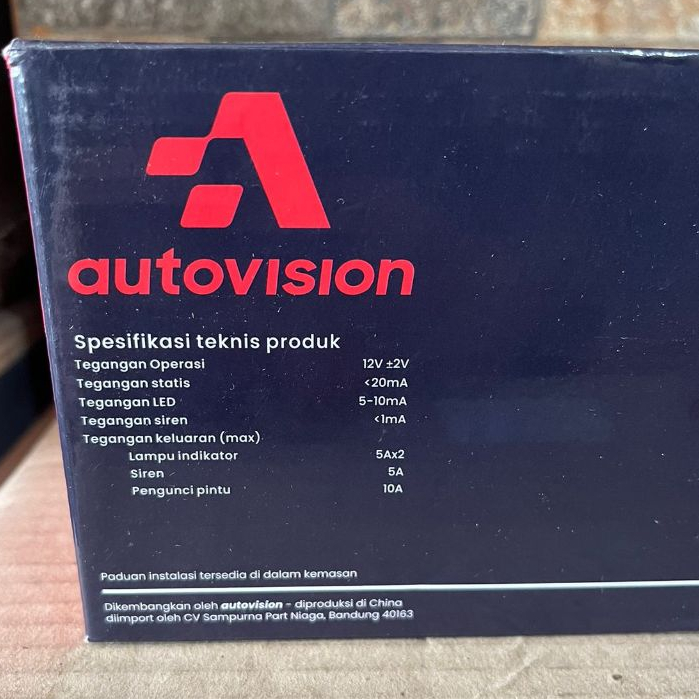 autovision
Spesifikasi teknis produk
Tegangan Operasi 12V ±2V
Tegangan statis <20mA
Tegangan LED 5-10mA
Tegangan siren <1mA
Tegangan keluaran (max)
Lampu indikator 5Ax2
Siren 5A
Pengunci pintu 10A
Paduan instalasi tersedia di dalam kemasan
Dikembangkan oleh autovision - diproduksi di China
diimport oleh CV Sampurna Part Niaga, Bandung 40163